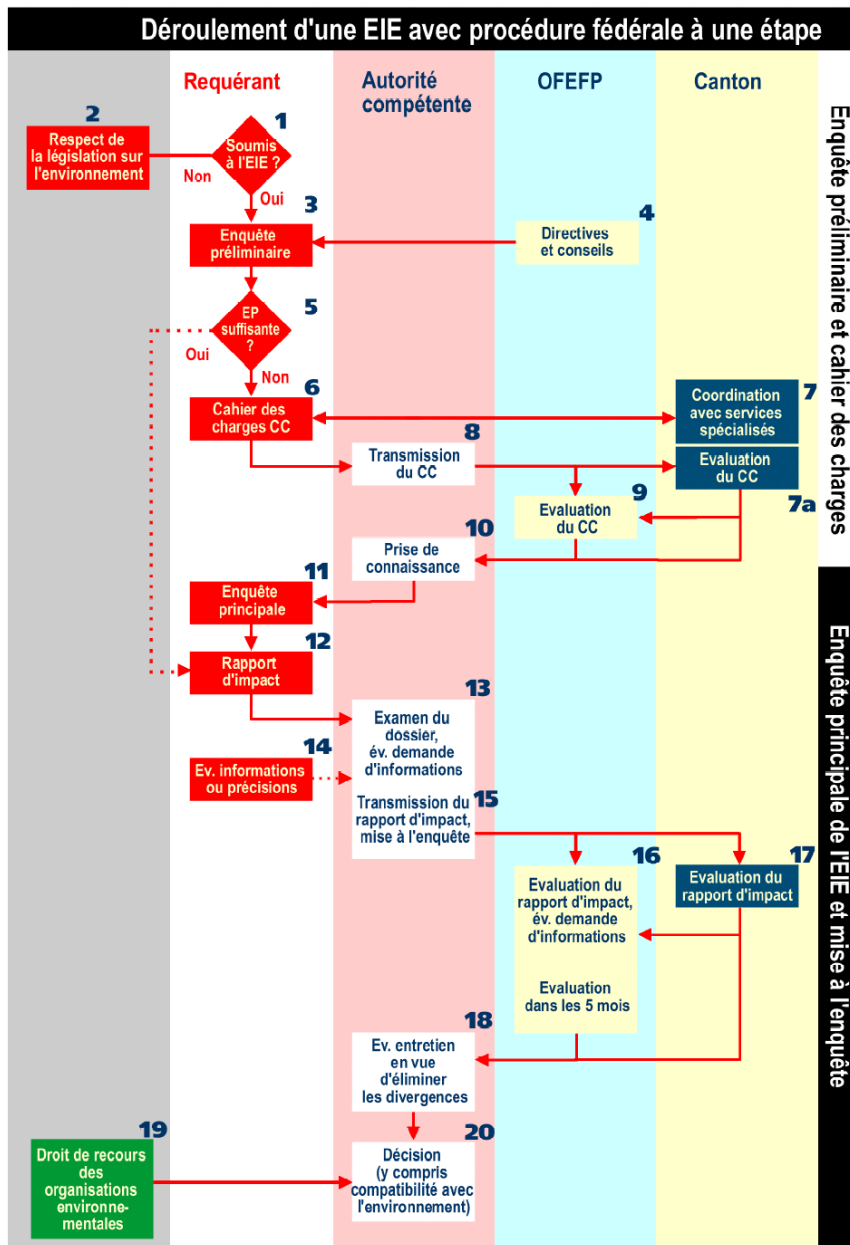 Déroulement d'une EIE avec procédure fédérale à une étape
Requérant
Autorité
compétente
OFEFP
Canton
2
Respect de
la législation sur
l'environnement
1
Soumis
à l'EIE ?
Non
Oui
3
Enquête
préliminaire
4
Directives
et conseils
5
EP
suffisante
?
Oui
Non
6
Cahier des
charges CC
7
Coordination
avec services
spécialisés
8
Transmission
du CC
Evaluation
du CC
7a
9
Evaluation
du CC
10
Prise de
connaissance
11
Enquête
principale
12
Rapport
d'impact
13
Examen du
dossier,
év. demande
d'informations
14
Ev. informations
ou précisions
15
Transmission du
rapport d'impact,
mise à l'enquête
16
Evaluation du
rapport d'impact,
év. demande
d'informations
Evaluation
dans les 5 mois
17
Evaluation du
rapport d'impact
18
Ev. entretien
en vue
d'éliminer
les divergences
19
Droit de recours
des
organisations
environne-
mentales
20
Décision
(y compris
compatibilité avec
l'environnement)
Enquête préliminaire et cahier des charges
Enquête principale de l'EIE et mise à l'enquête